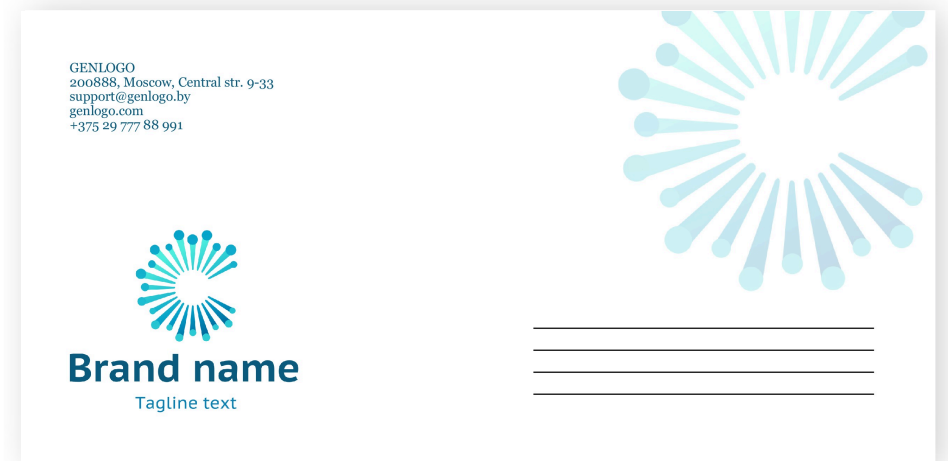 GENLOGO
200888, Moscow, Central str. 9-33
support@genlogo.by
genlogo.com
+375 29 777 88 991
Brand name
Tagline text